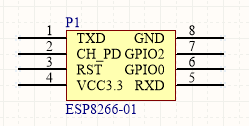 P1
1 TXD GND 8
2 CH_PD GPIO2 7
3 RST GPIO0 6
4 VCC3.3 RXD 5
ESP8266-01